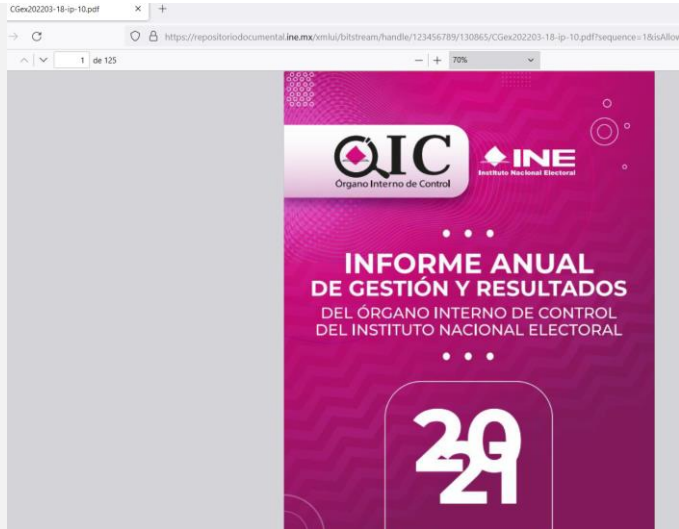 CGex202203-18-ip-10.pdf
https://repositoriodocumental.ine.mx/xmlui/bitstream/handle/123456789/130865/CGex202203-18-ip-10.pdf?sequence=1&isAllow
1 de 125
70%
OIC
Órgano Interno de Control
INE
Instituto Nacional Electoral
INFORME ANUAL
DE GESTIÓN Y RESULTADOS
DEL ÓRGANO INTERNO DE CONTROL
DEL INSTITUTO NACIONAL ELECTORAL
20
21